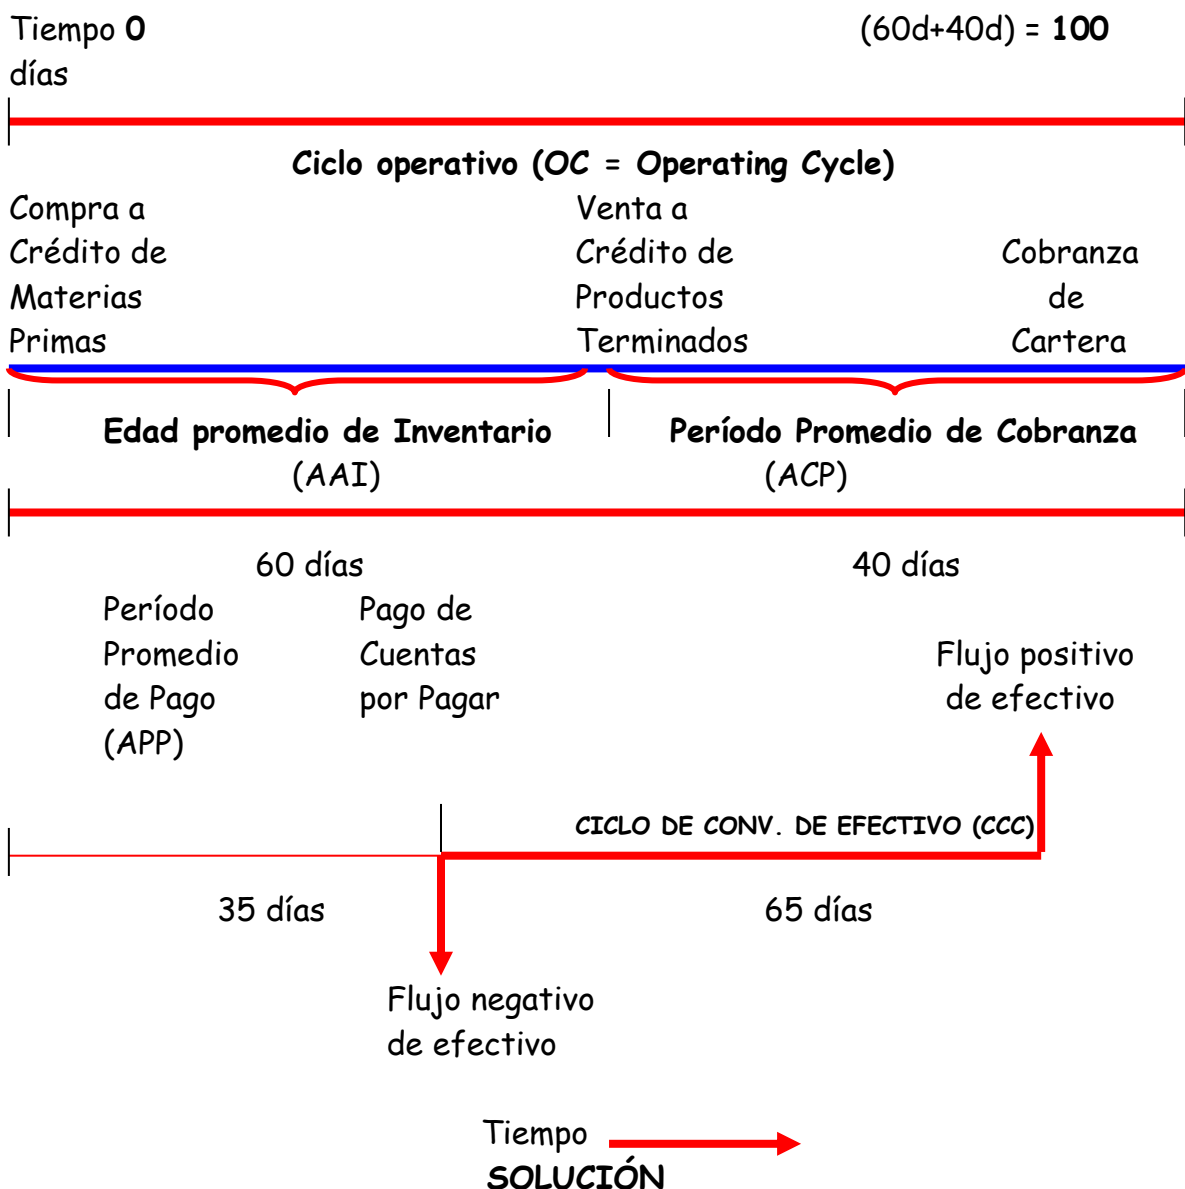 Tiempo 0 (60d+40d) = 100
días
Ciclo operativo (OC = Operating Cycle)
Compra a
Crédito de
Materias
Primas
Venta a
Crédito de
Productos
Terminados
Cobranza
de
Cartera
Edad promedio de Inventario
(AAI)
Período Promedio de Cobranza
(ACP)
60 días
40 días
Período
Promedio
de Pago
(APP)
Pago de
Cuentas
por Pagar
Flujo positivo
de efectivo
CICLO DE CONV. DE EFECTIVO (CCC)
35 días
65 días
Flujo negativo
de efectivo
Tiempo
SOLUCIÓN